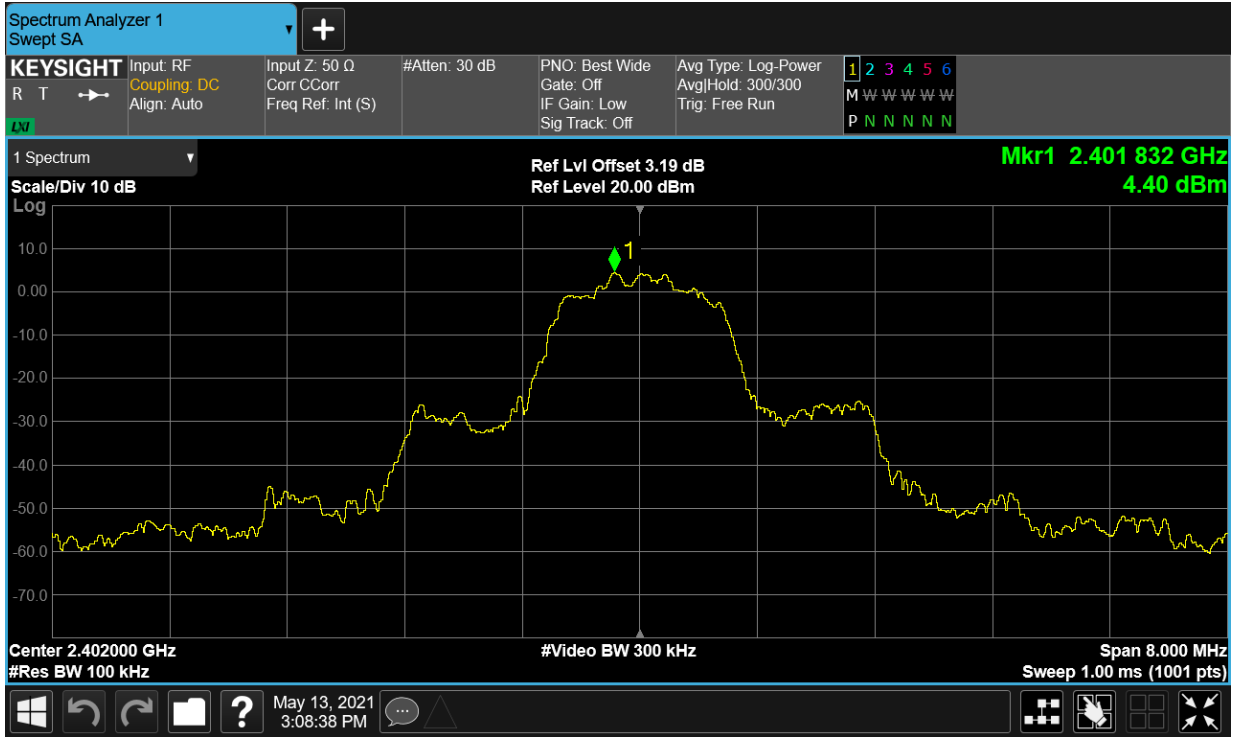 Spectrum Analyzer 1
Swept SA
KEYSIGHT
R T
LXI
Input: RF
Coupling: DC
Align: Auto
Input Z: 50 Ω
Corr CCorr
Freq Ref: Int (S)
#Atten: 30 dB
PNO: Best Wide
Gate: Off
IF Gain: Low
Sig Track: Off
Avg Type: Log-Power
Avg|Hold: 300/300
Trig: Free Run
1 2 3 4 5 6
M W W W W W
P N N N N N
1 Spectrum
Scale/Div 10 dB
Log
Ref Lvl Offset 3.19 dB
Ref Level 20.00 dBm
Mkr1 2.401 832 GHz
4.40 dBm
1
10.0
0.00
-10.0
-20.0
-30.0
-40.0
-50.0
-60.0
-70.0
Center 2.402000 GHz
#Video BW 300 kHz
Span 8.000 MHz
#Res BW 100 kHz
Sweep 1.00 ms (1001 pts)
?
May 13, 2021
3:08:38 PM